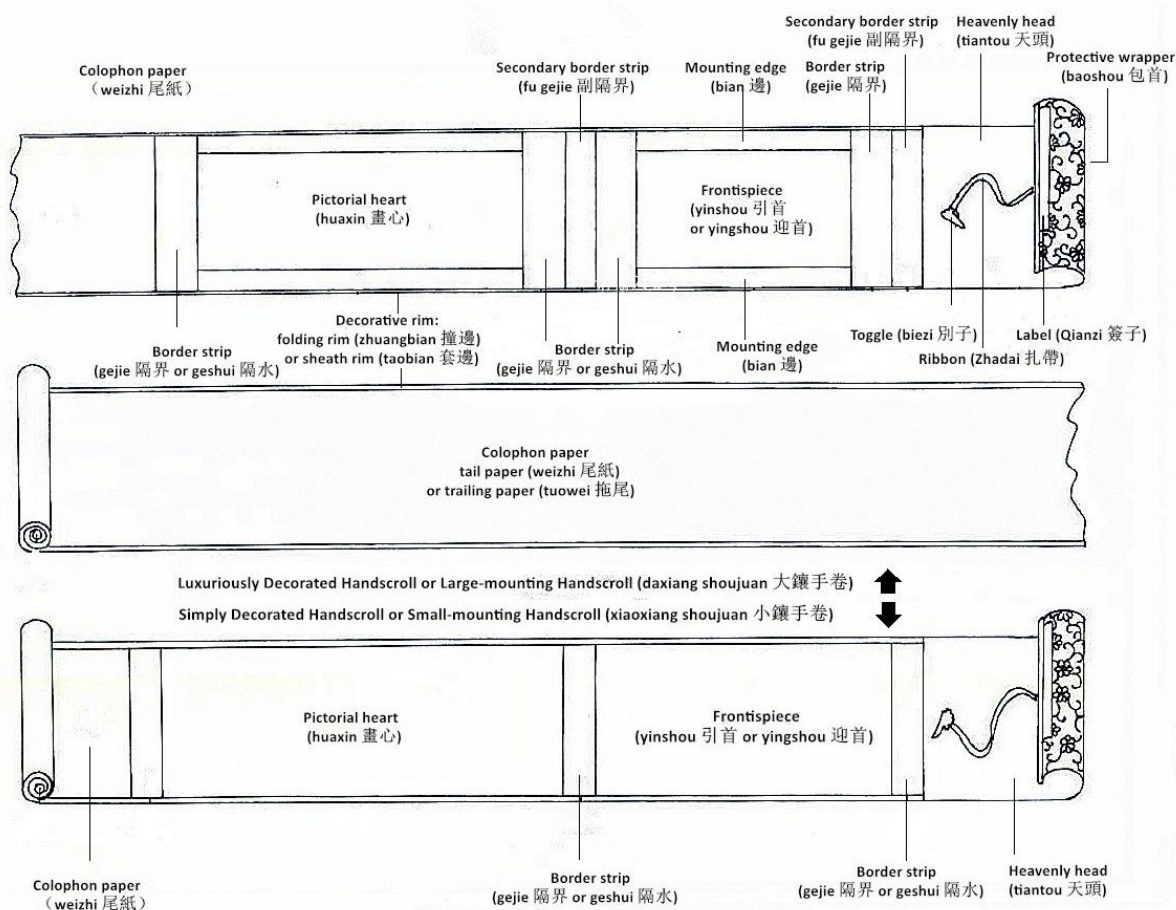 Secondary border strip
(fu gejie 副隔界)
Heavenly head
(tiantou 天頭)
Protective wrapper
(baoshou 包首)
Colophon paper
（weizhi 尾紙）
Secondary border strip
(fu gejie 副隔界)
Mounting edge
(bian 邊)
Border strip
(gejie 隔界)
Pictorial heart
(huaxin 畫心)
Frontispiece
(yinshou 引首
or yingshou 迎首)
Border strip
(gejie 隔界 or geshui 隔水)
Decorative rim:
folding rim (zhuangbian 撞邊)
or sheath rim (taobian 套邊)
Border strip
(gejie 隔界 or geshui 隔水)
Mounting edge
(bian 邊)
Toggle (biezi 別子)
Label (Qianzi 簽子)
Ribbon (Zhadai 扎帶)
Colophon paper
tail paper (weizhi 尾紙)
or trailing paper (tuowei 拖尾)
Luxuriously Decorated Handscroll or Large-mounting Handscroll (daxiang shoujuan 大鑲手卷)
Simply Decorated Handscroll or Small-mounting Handscroll (xiaoxiang shoujuan 小鑲手卷)
Pictorial heart
(huaxin 畫心)
Frontispiece
(yinshou 引首 or yingshou 迎首)
Colophon paper
(weizhi 尾紙）
Border strip
(gejie 隔界 or geshui 隔水)
Border strip
(gejie 隔界 or geshui 隔水)
Heavenly head
(tiantou 天頭)